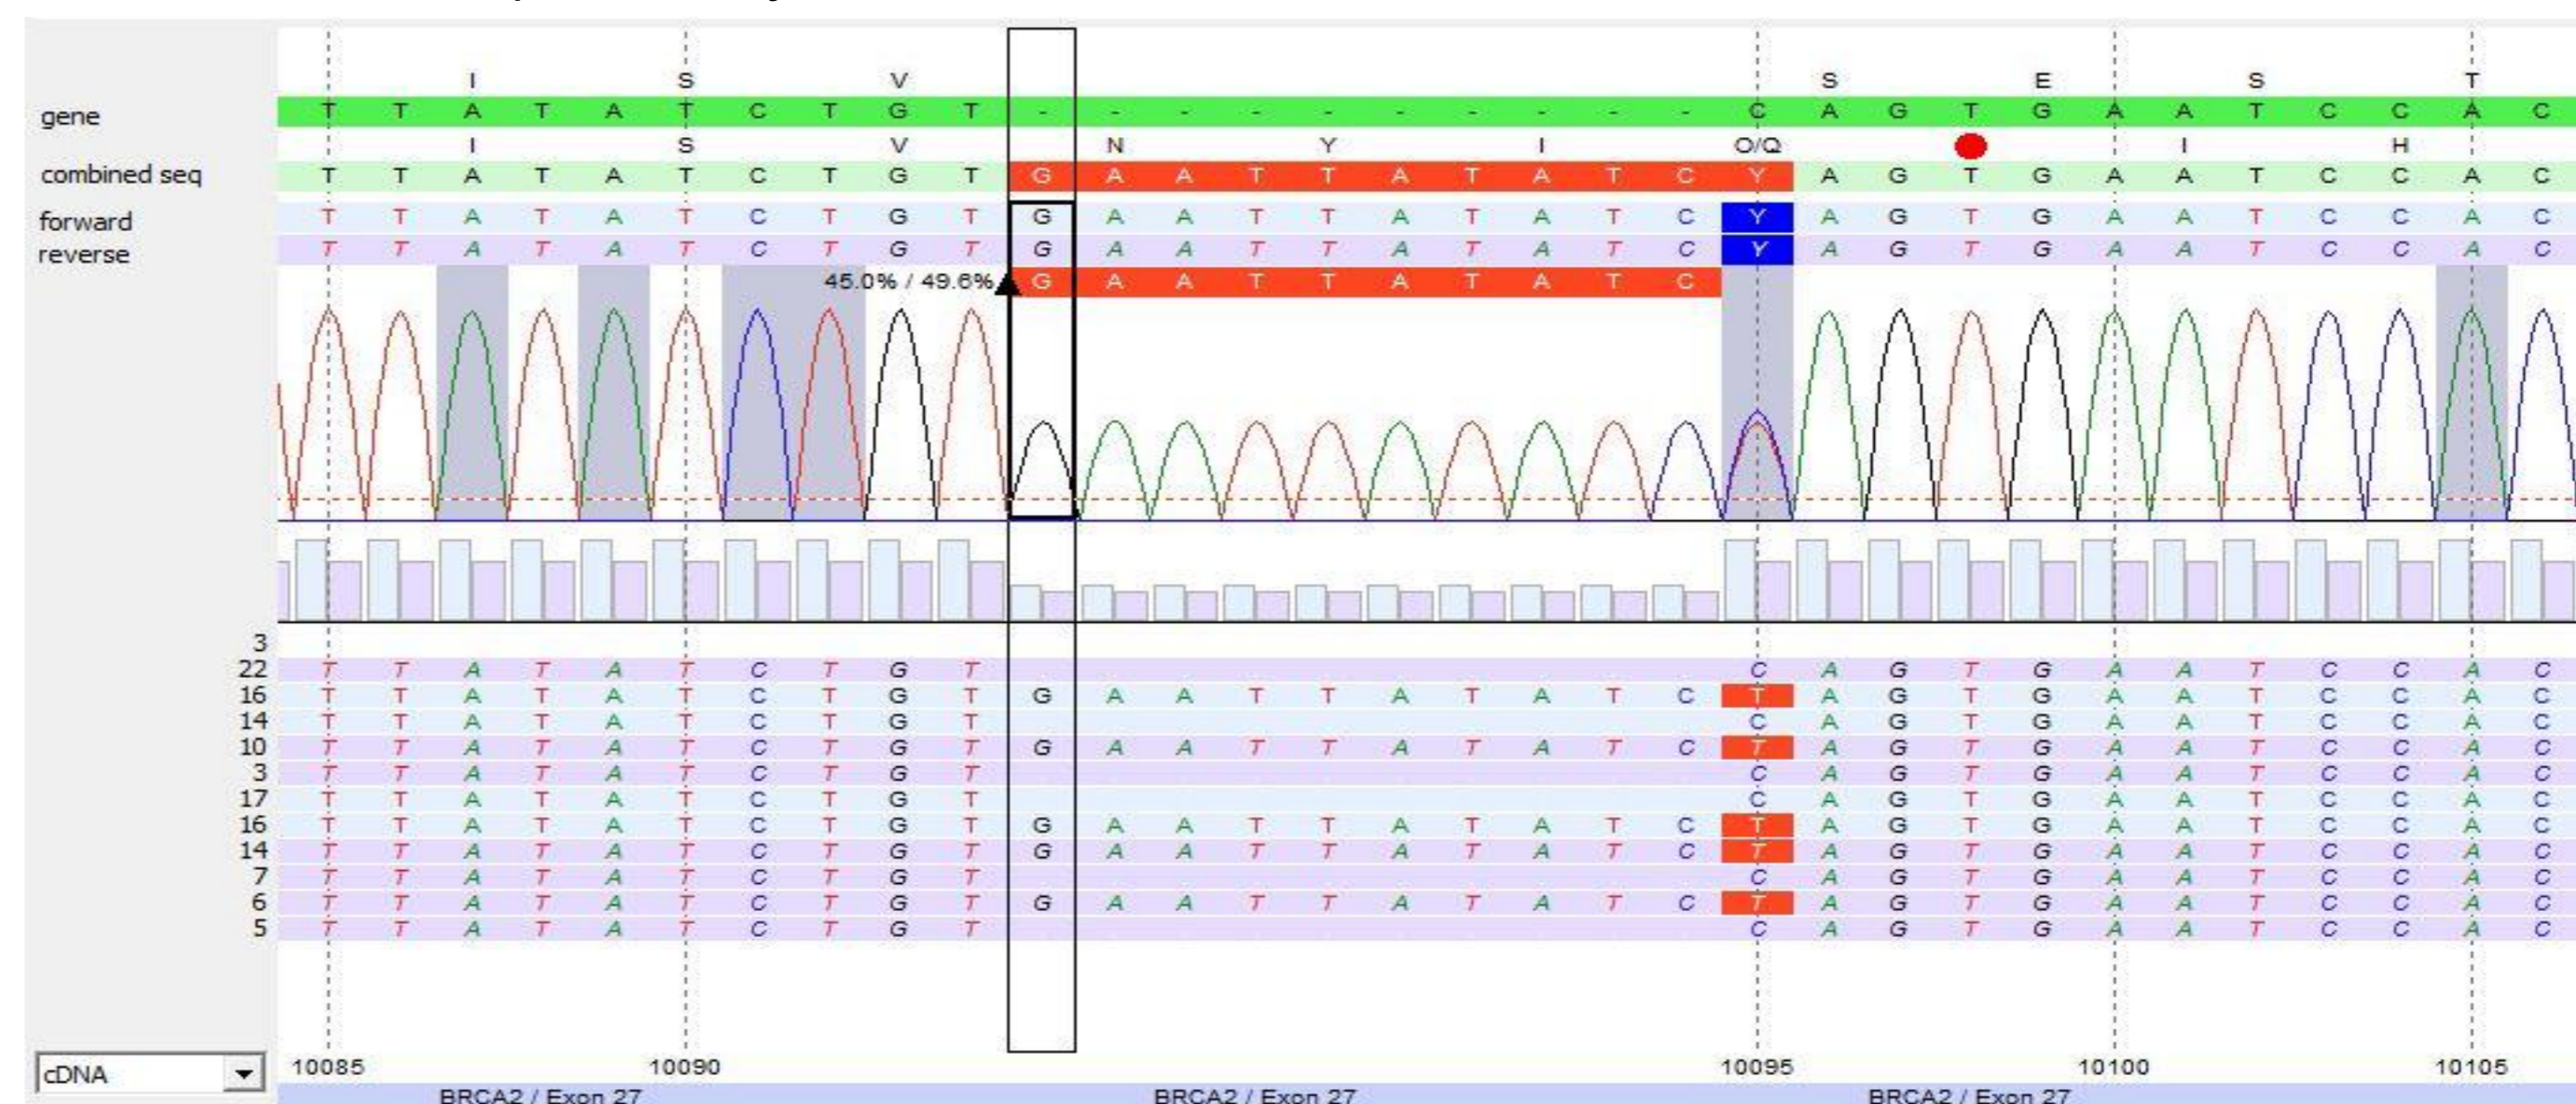 I S V S E S T
gene T T A T A T C T G T - - - - - - - - - - C A G T G A A T C C A C
I S V N Y I O/Q I H
combined seq T T A T A T C T G T G A A T T A T A T C Y A G T G A A T C C A C
forward T T A T A T C T G T G A A T T A T A T C Y A G T G A A T C C A C
reverse T T A T A T C T G T G A A T T A T A T C Y A G T G A A T C C A C
45.0% / 49.6% G A A T T A T A T C
3
22 T T A T A T C T G T C A G T G A A T C C A C
16 T T A T A T C T G T G A A T T A T A T C T A G T G A A T C C A C
14 T T A T A T C T G T C A G T G A A T C C A C
10 T T A T A T C T G T G A A T T A T A T C T A G T G A A T C C A C
3 T T A T A T C T G T C A G T G A A T C C A C
17 T T A T A T C T G T C A G T G A A T C C A C
16 T T A T A T C T G T G A A T T A T A T C T A G T G A A T C C A C
14 T T A T A T C T G T G A A T T A T A T C T A G T G A A T C C A C
7 T T A T A T C T G T C A G T G A A T C C A C
6 T T A T A T C T G T G A A T T A T A T C T A G T G A A T C C A C
5 T T A T A T C T G T C A G T G A A T C C A C
cDNA 10085 10090 10095 10100 10105
BRCA2 / Exon 27 BRCA2 / Exon 27 BRCA2 / Exon 27